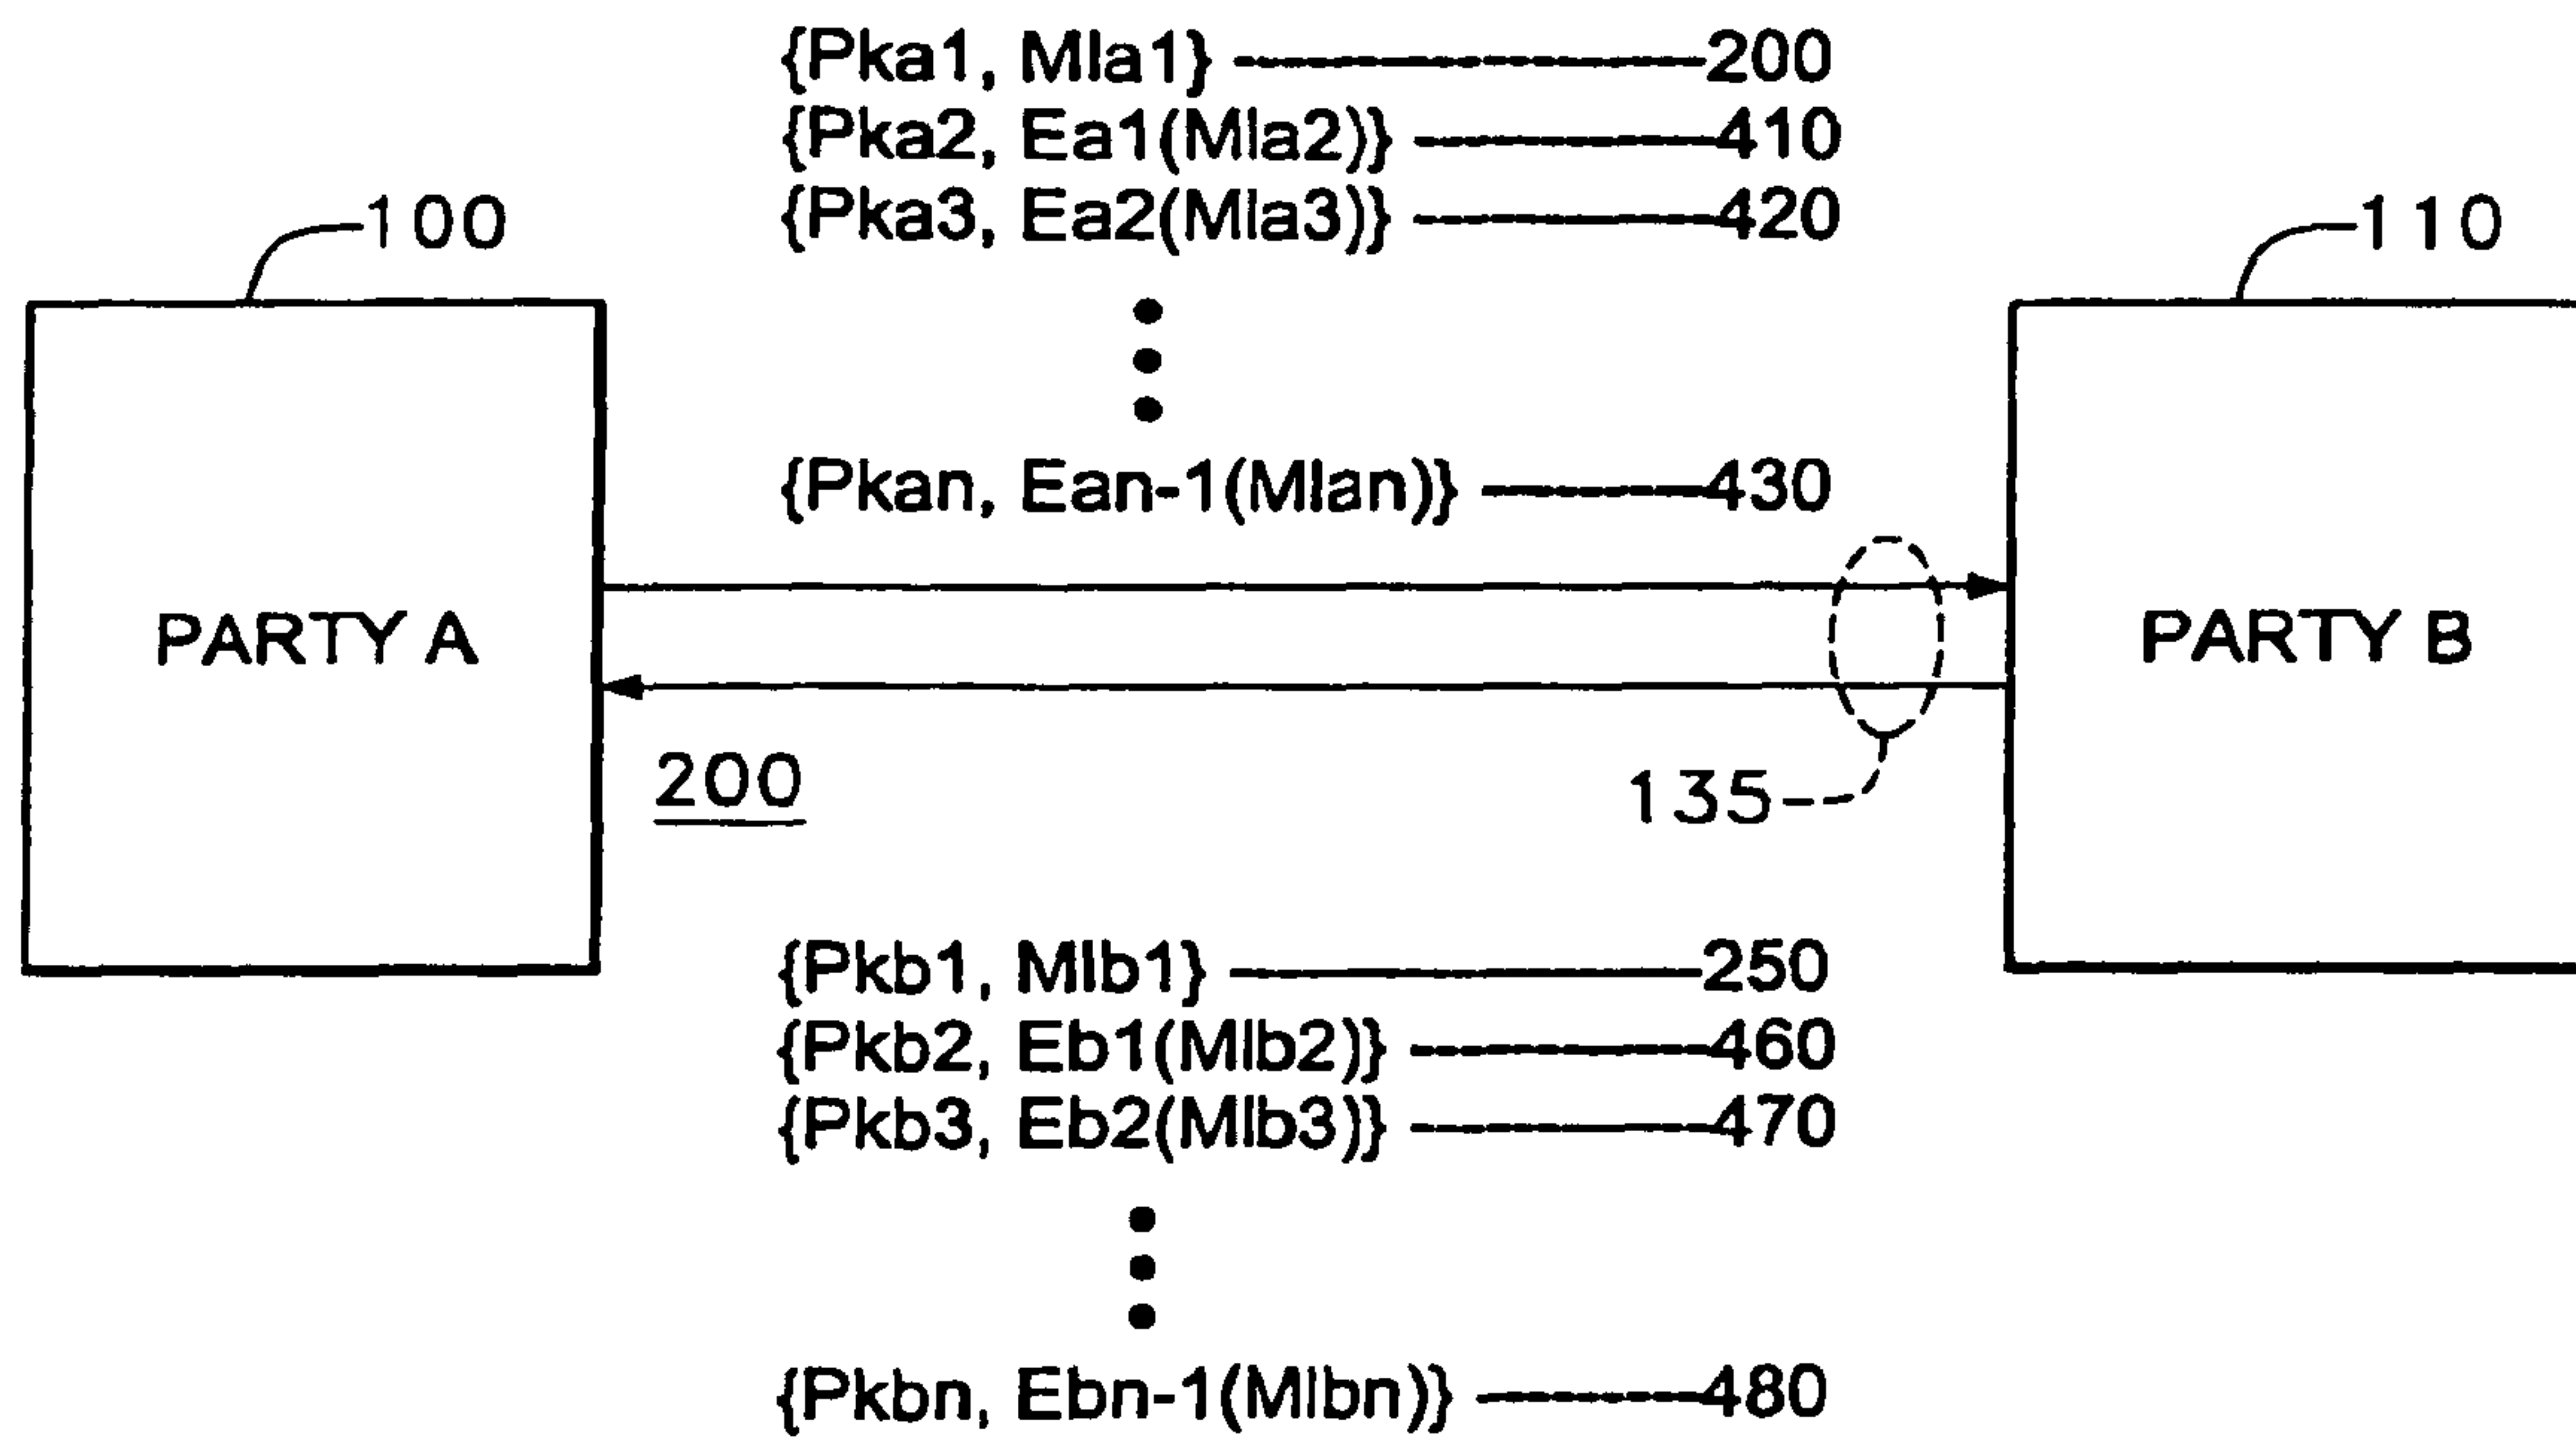 {Pka1, Mla1} 200
{Pka2, Ea1(Mla2)} 410
{Pka3, Ea2(Mla3)} 420
100
110
{Pkan, Ean-1(Mlan)} 430
PARTY A
PARTY B
200
135
{Pkb1, Mlb1} 250
{Pkb2, Eb1(Mlb2)} 460
{Pkb3, Eb2(Mlb3)} 470
{Pkbn, Ebn-1(Mlbn)} 480